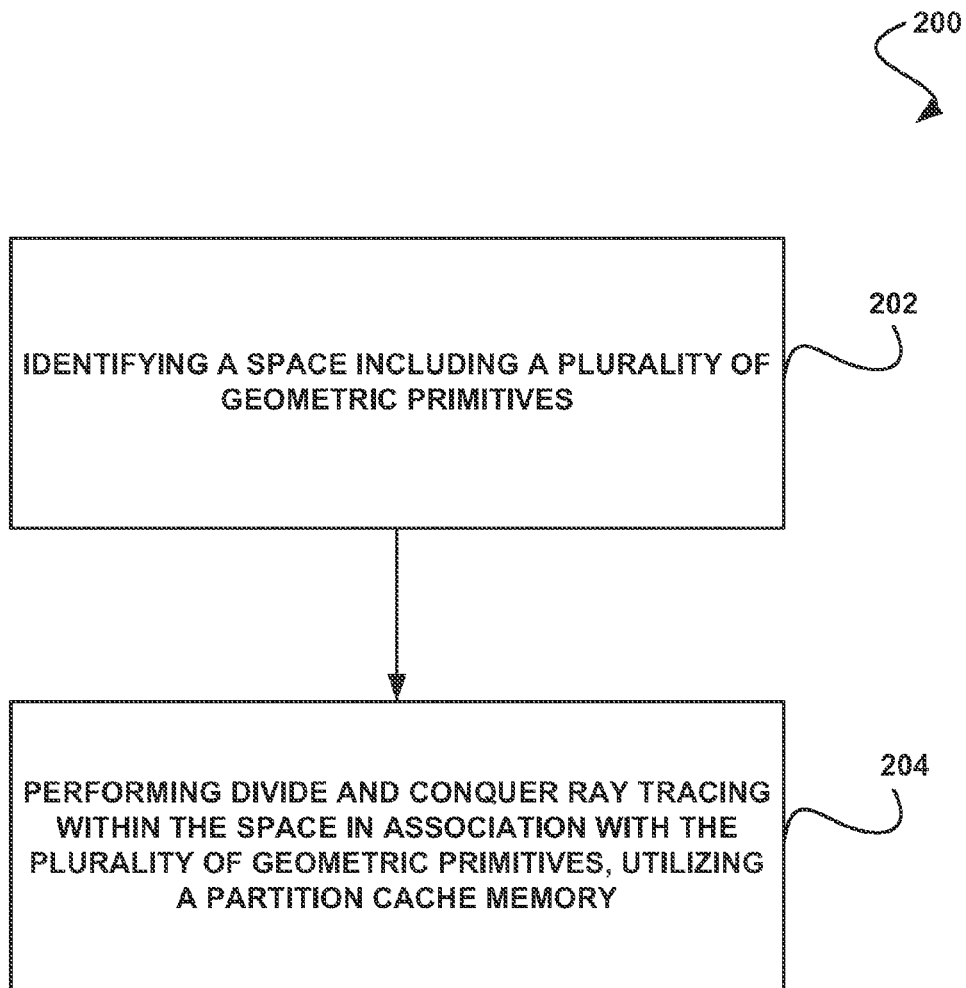 200
202
IDENTIFYING A SPACE INCLUDING A PLURALITY OF
GEOMETRIC PRIMITIVES
204
PERFORMING DIVIDE AND CONQUER RAY TRACING
WITHIN THE SPACE IN ASSOCIATION WITH THE
PLURALITY OF GEOMETRIC PRIMITIVES, UTILIZING
A PARTITION CACHE MEMORY